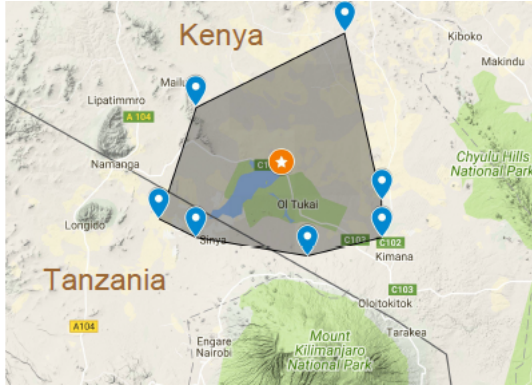 Kenya
Kiboko
Makindu
Mailu
Lipatimmro
A 104
Chyulu Hills
National Park
Namanga
C1
Ol Tukai
Longido
Sinya
C103
C102
Kimana
Tanzania
C103
Oloitokitok
A104
Engare
Nairobi
Mount
Kilimanjaro
National Park
Tarakea